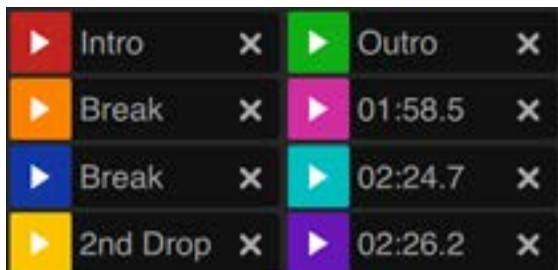 Intro
Break
Break
2nd Drop
Outro
01:58.5
02:24.7
02:26.2